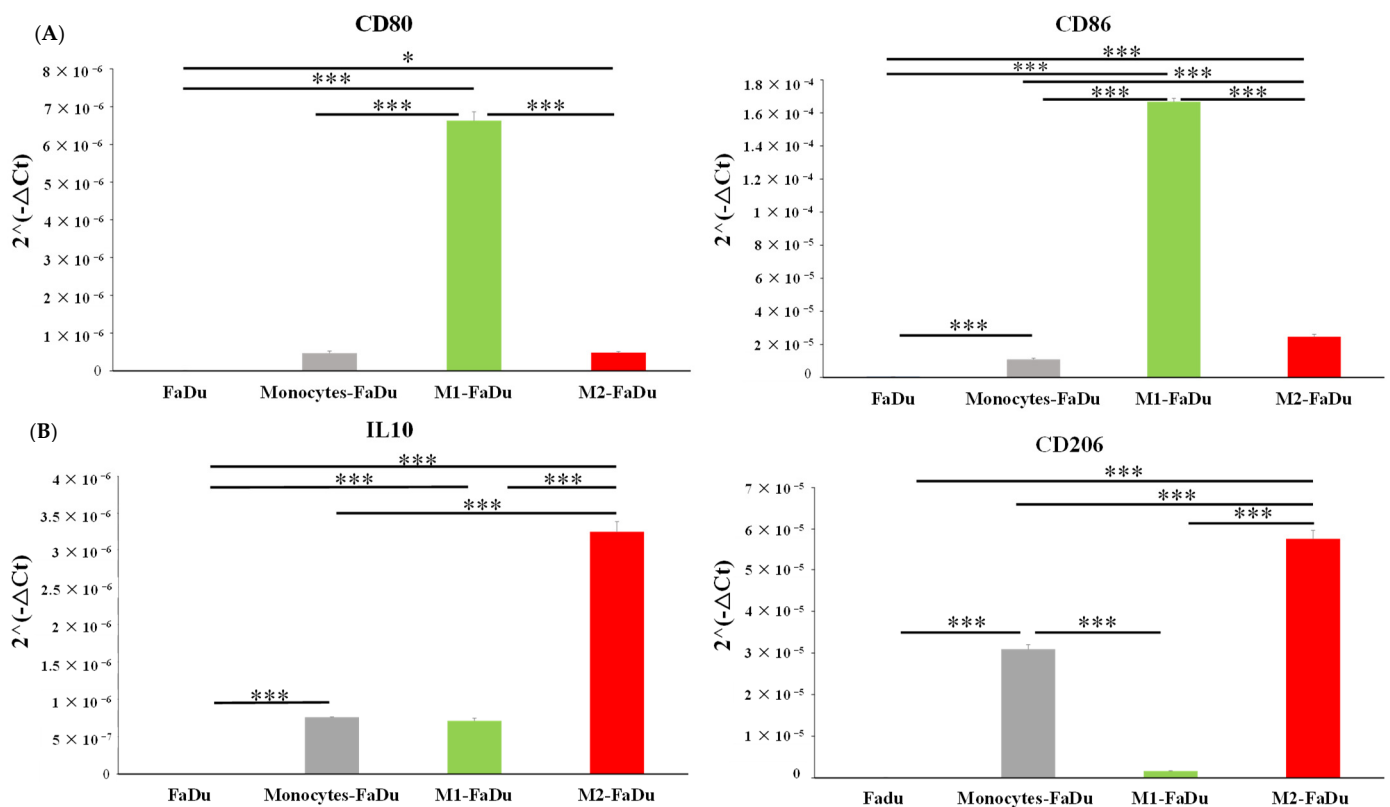 (A)
CD80
*
***
*** ***
8 × 10 ⁻⁶
7 × 10 ⁻⁶
6 × 10 ⁻⁶
5 × 10 ⁻⁶
4 × 10 ⁻⁶
3 × 10 ⁻⁶
2 × 10 ⁻⁶
1 × 10 ⁻⁶
0
2^(-△Ct)
FaDu Monocytes-FaDu M1-FaDu M2-FaDu
CD86
***
*** ***
*** ***
***
1.8 × 10 ⁻⁴
1.6 × 10 ⁻⁴
1.4 × 10 ⁻⁴
1.2 × 10 ⁻⁴
1 × 10 ⁻⁴
8 × 10 ⁻⁵
6 × 10 ⁻⁵
4 × 10 ⁻⁵
2 × 10 ⁻⁵
0
2^(-△Ct)
FaDu Monocytes-FaDu M1-FaDu M2-FaDu
(B)
IL10
***
*** ***
***
***
4 × 10 ⁻⁶
3.5 × 10 ⁻⁶
3 × 10 ⁻⁶
2.5 × 10 ⁻⁶
2 × 10 ⁻⁶
1.5 × 10 ⁻⁶
1 × 10 ⁻⁶
5 × 10 ⁻⁷
0
2^(-△Ct)
FaDu Monocytes-FaDu M1-FaDu M2-FaDu
CD206
***
***
***
*** ***
7 × 10 ⁻⁵
6 × 10 ⁻⁵
5 × 10 ⁻⁵
4 × 10 ⁻⁵
3 × 10 ⁻⁵
2 × 10 ⁻⁵
1 × 10 ⁻⁵
0
2^(-△Ct)
Fadu Monocytes-FaDu M1-FaDu M2-FaDu